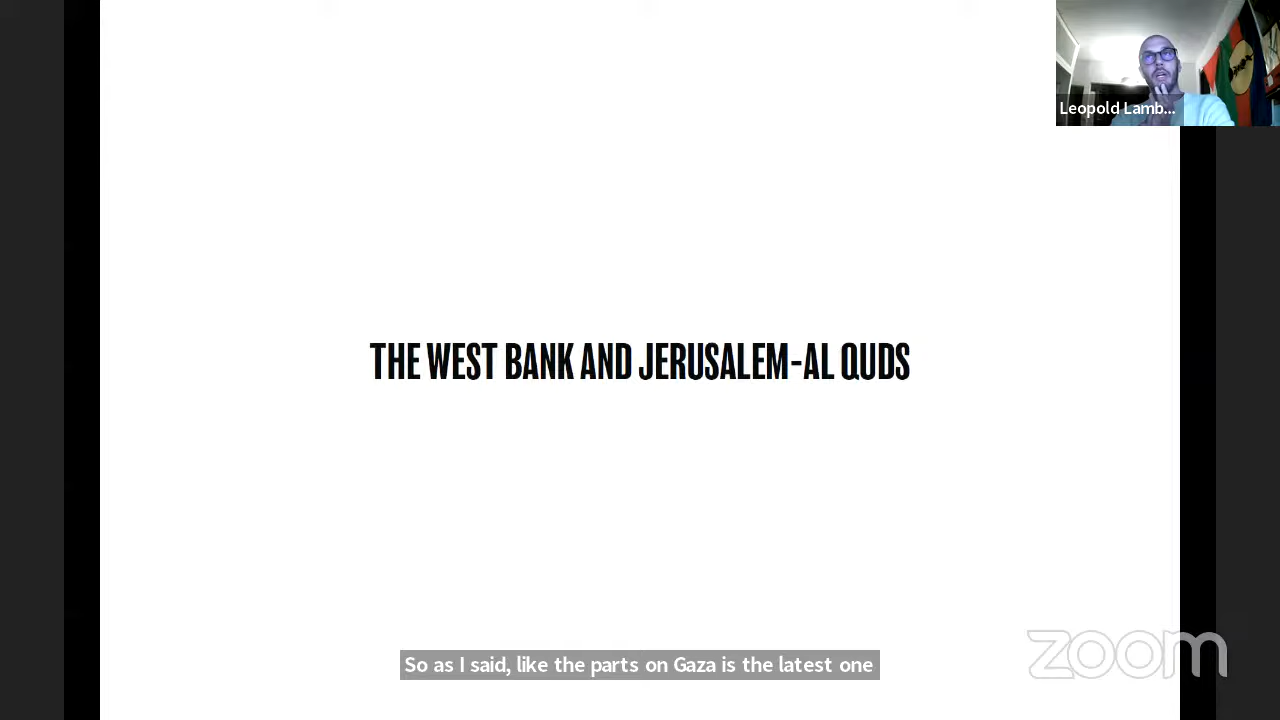 Leopold Lamb...
THE WEST BANK AND JERUSALEM-AL QUDS
So as I said, like the parts on Gaza is the latest one
zoom